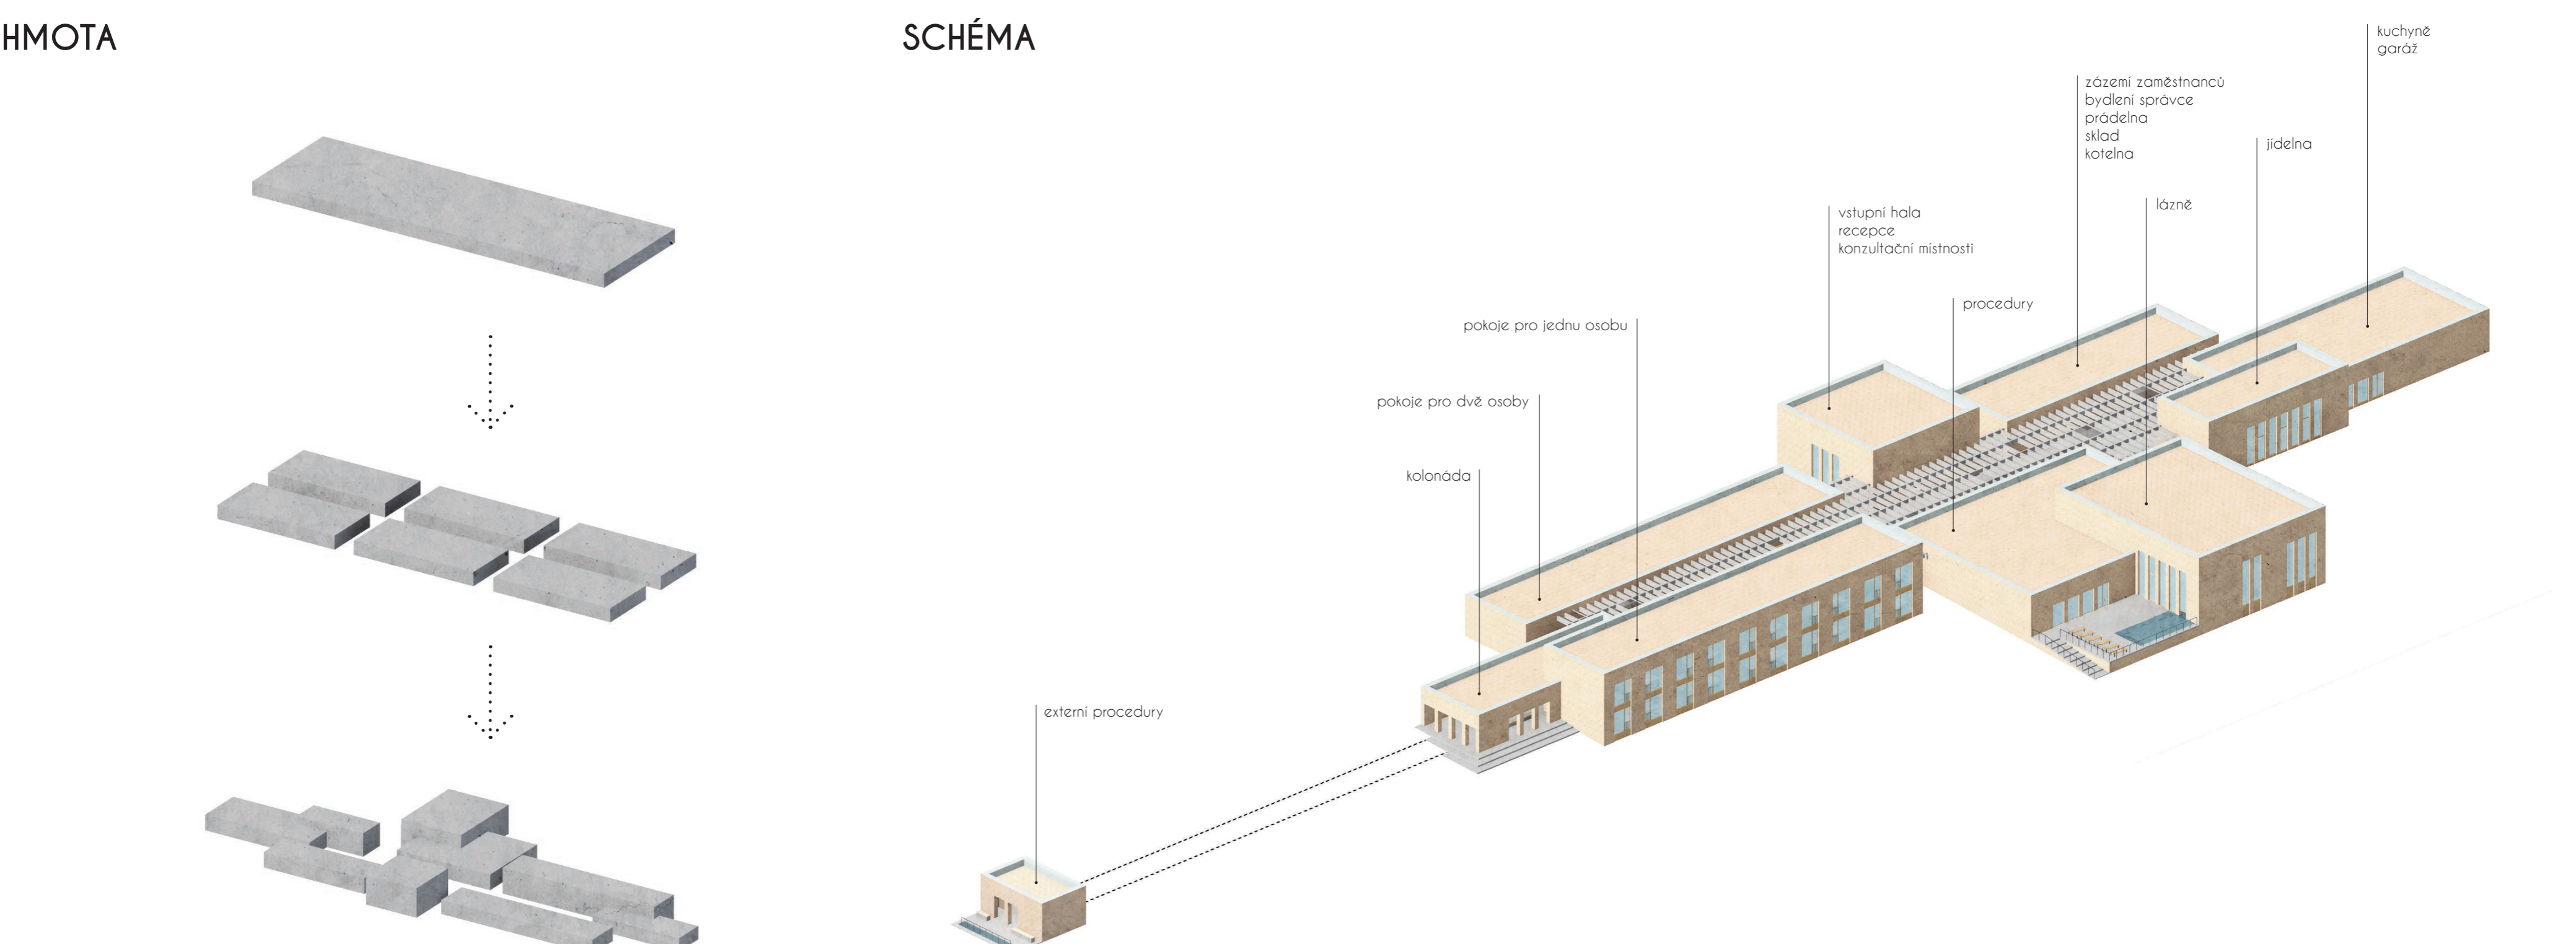 HMOTA
SCHÉMA
kuchyně
garáž
zázemí zaměstnanců
bydlení správce
prádelna
sklad
kotelna
jídelna
lázně
vstupní hala
recepce
konzultační místnosti
procedury
pokoje pro jednu osobu
pokoje pro dvě osoby
kolonáda
externí procedury